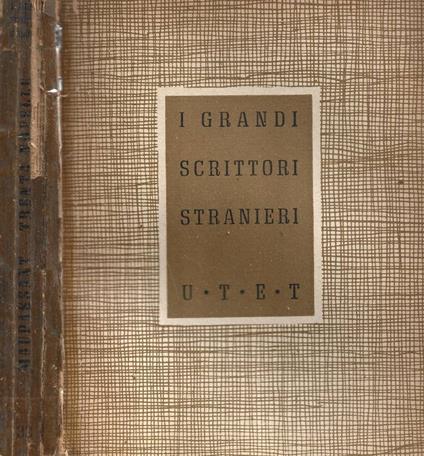 I GRANDI
SCRITTORI
STRANIERI
U·T·E·T
MAUPASSANT TRENTA NOVELLE